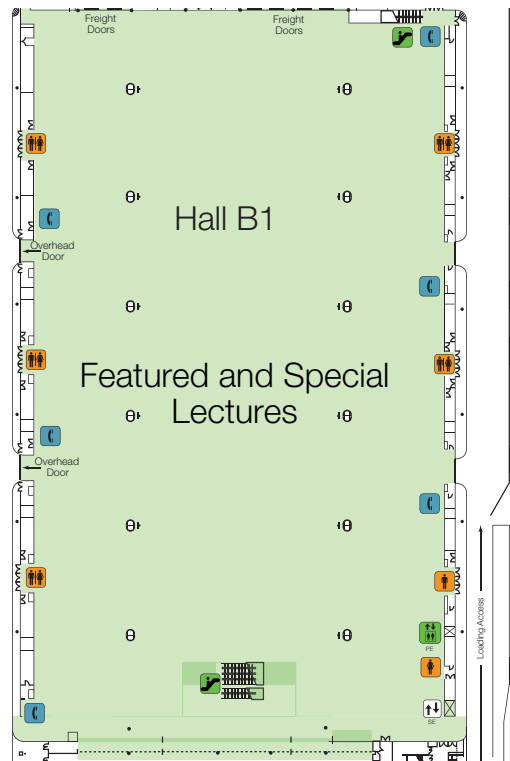 Freight
Doors
Freight
Doors
Hall B1
Overhead
Door
Featured and Special
Lectures
Overhead
Door
Loading Access
PE
SE